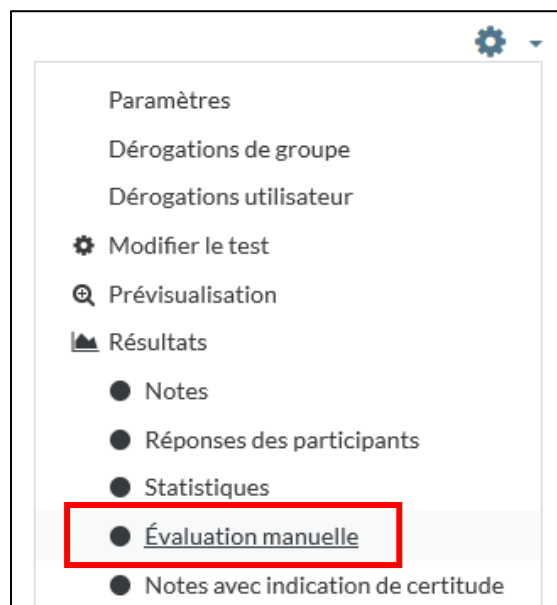 Paramètres
Dérogations de groupe
Dérogations utilisateur
Modifier le test
Prévisualisation
Résultats
Notes
Réponses des participants
Statistiques
Évaluation manuelle
Notes avec indication de certitude